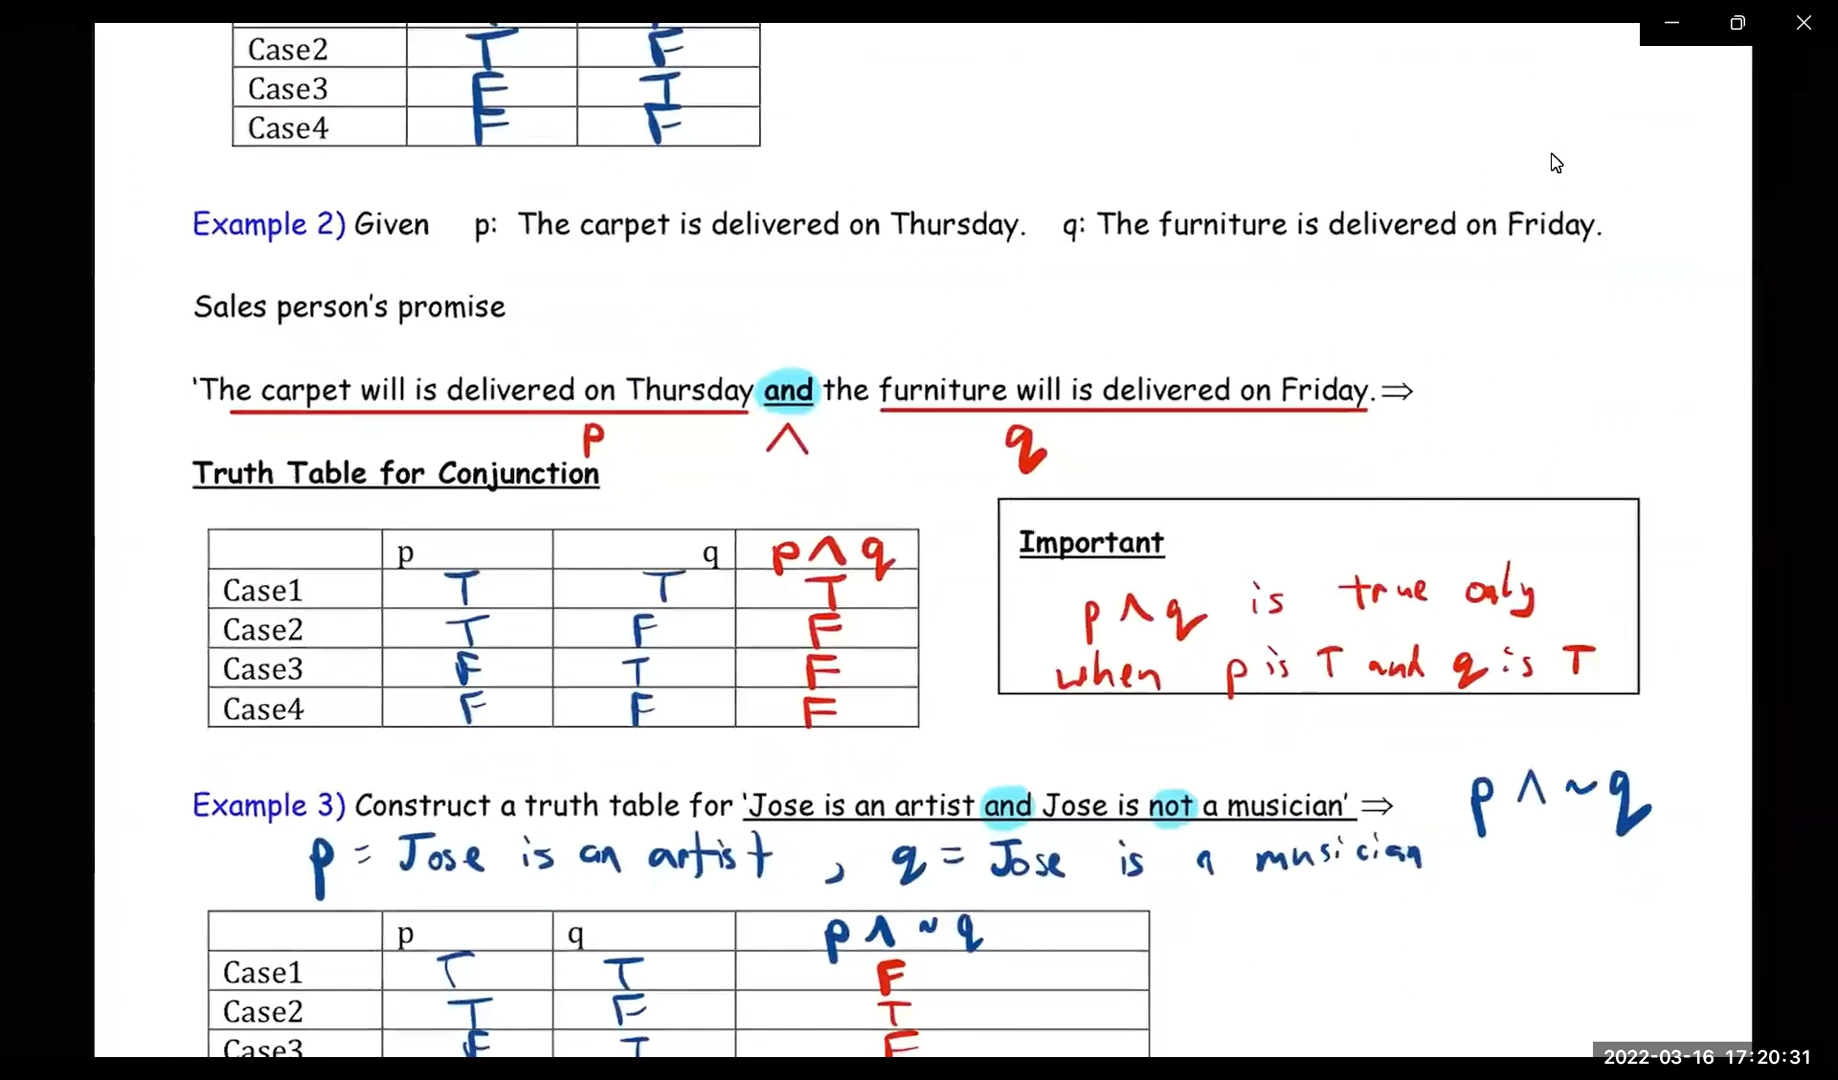 Case2 T F
Case3 F T
Case4 F F
Example 2) Given p: The carpet is delivered on Thursday. q: The furniture is delivered on Friday.
Sales person's promise
'The carpet will is delivered on Thursday and the furniture will is delivered on Friday.⇒
p ∧ q
Truth Table for Conjunction
p q p ∧ q
Case1 T T T
Case2 T F F
Case3 F T F
Case4 F F F
Important
p ∧ q is true only
when p is T and q is T
Example 3) Construct a truth table for 'Jose is an artist and Jose is not a musician' ⇒ p ∧ ~q
p = Jose is an artist , q = Jose is a musician
p q p ∧ ~q
Case1 T T F
Case2 T F T
Case3 F T F
2022-03-16 17:20:31